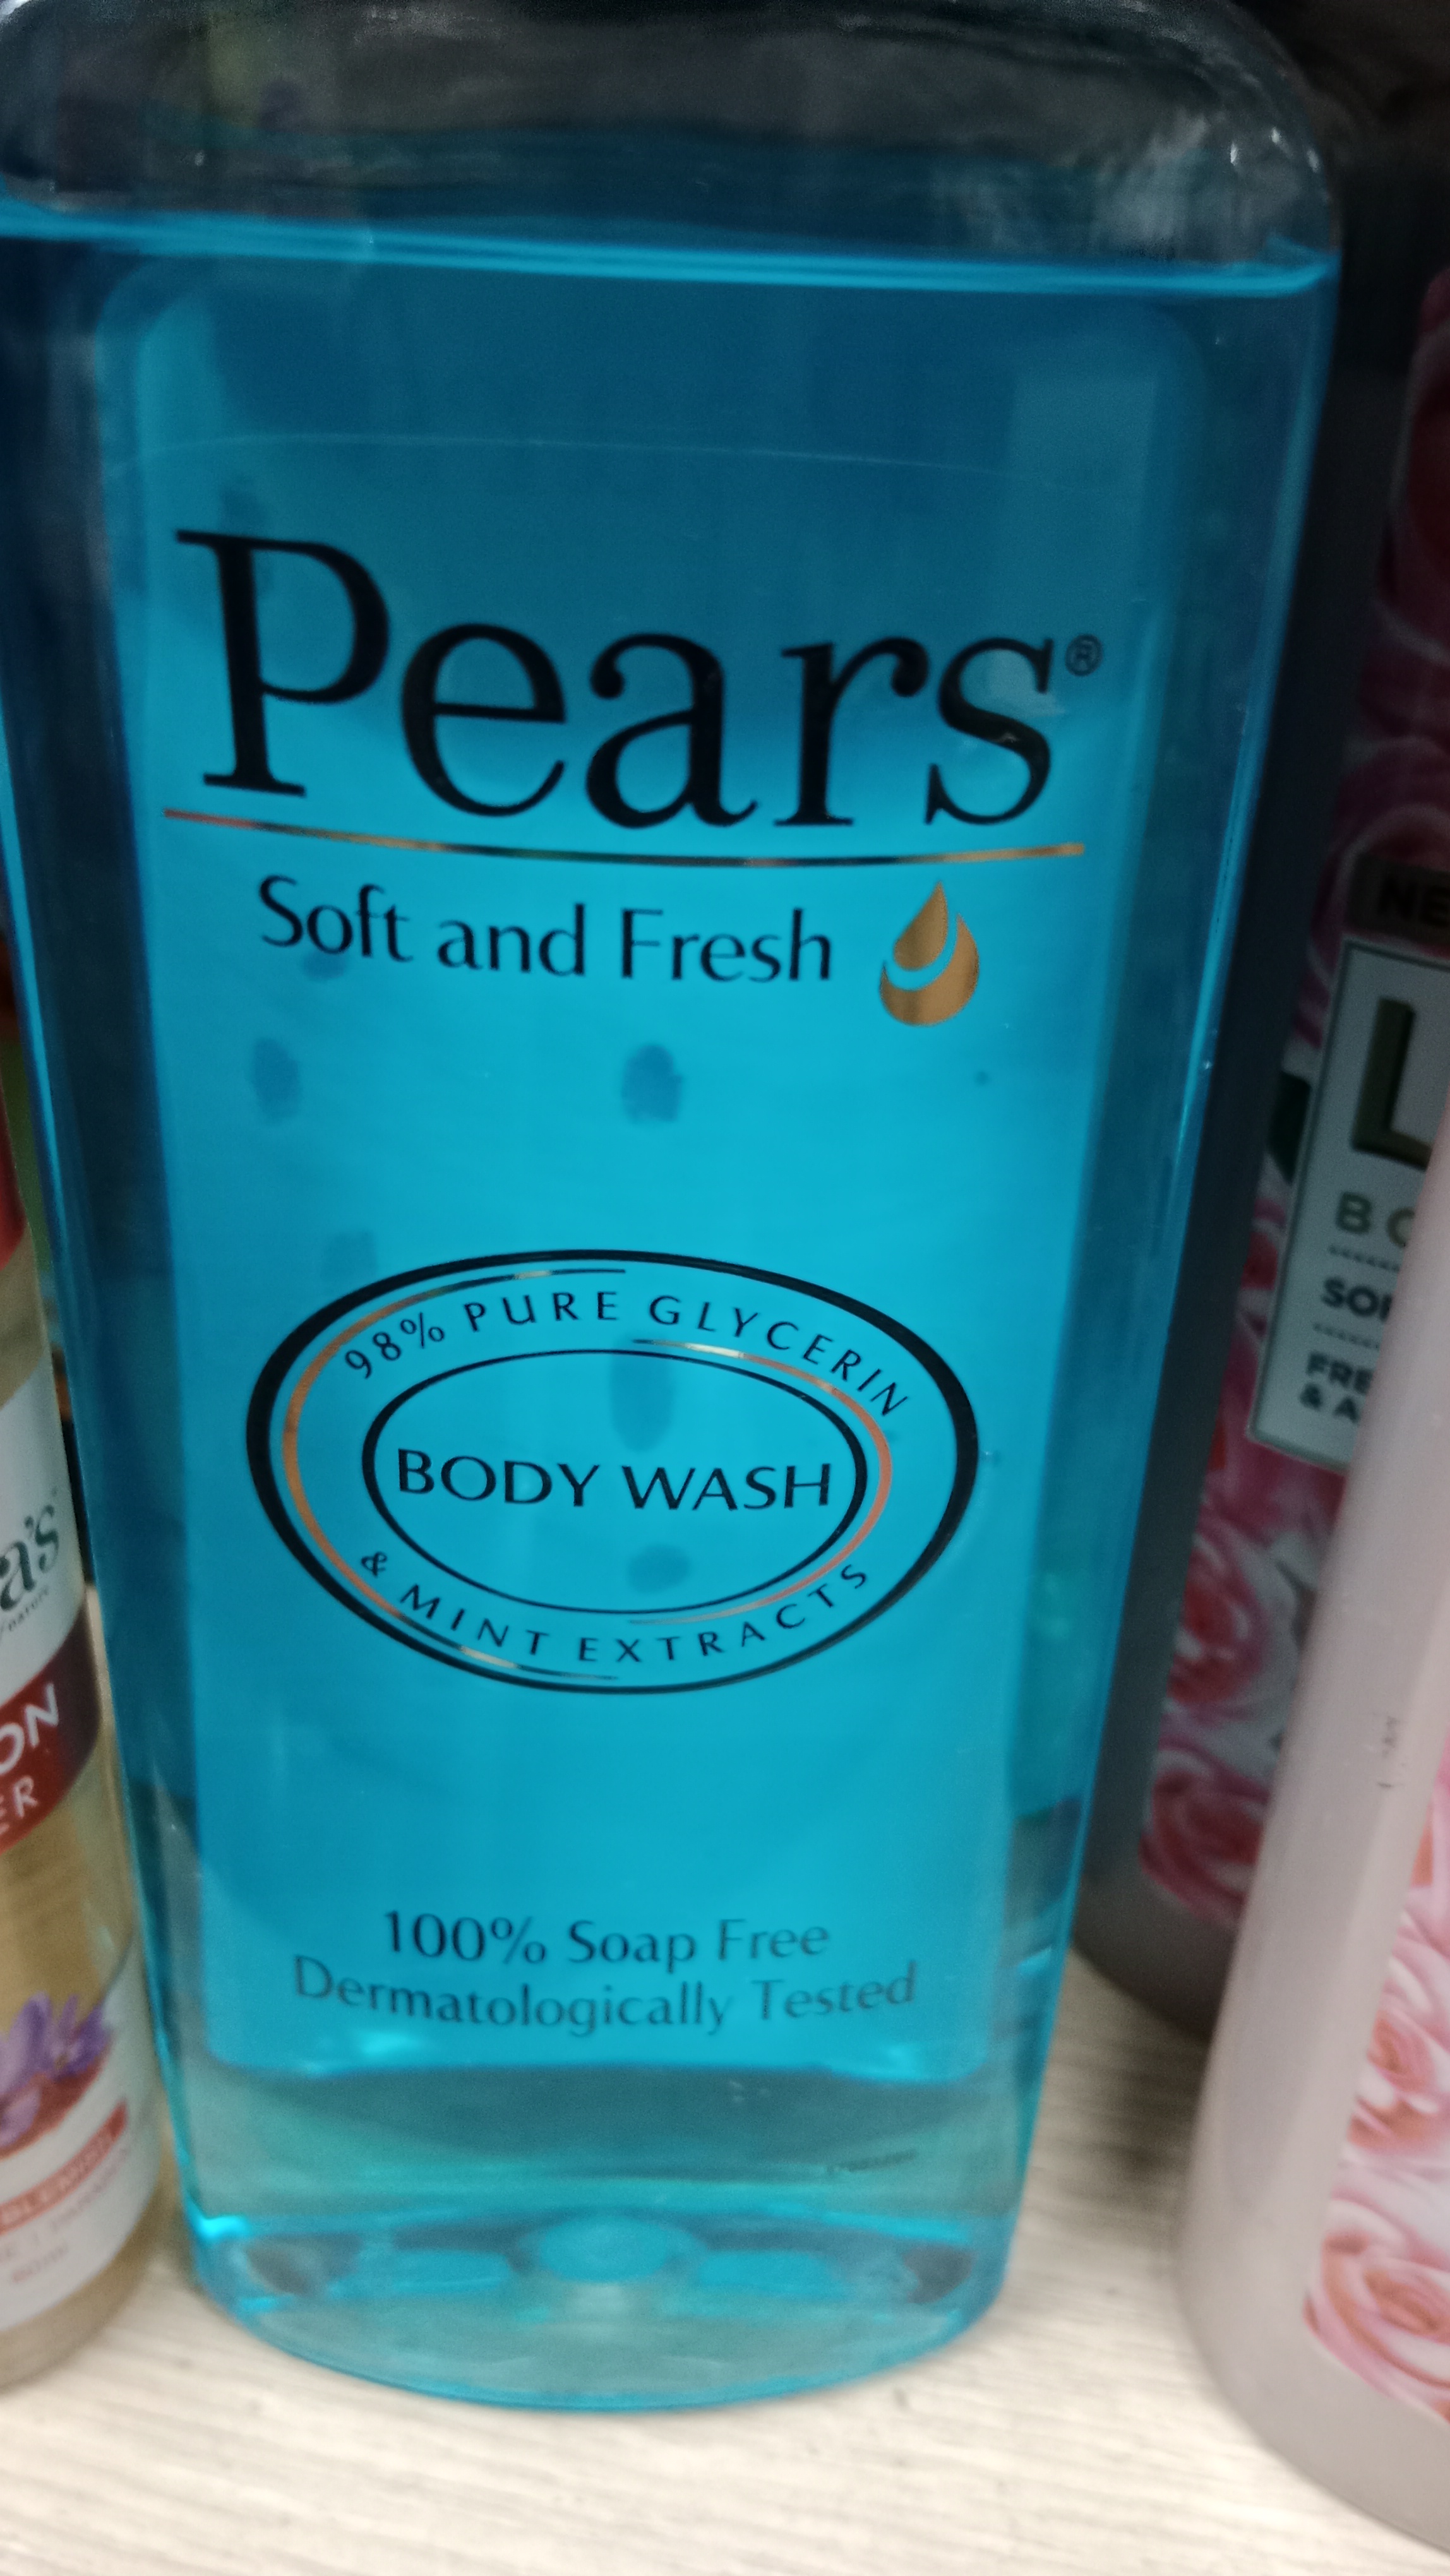 Pears®
Soft and Fresh
98% PURE GLYCERIN
BODY WASH
& MINT EXTRACTS
100% Soap Free
Dermatologically Tested